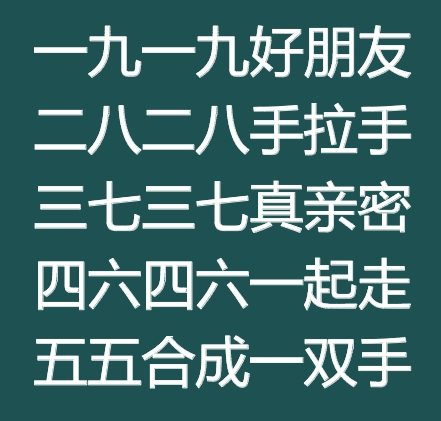 一九一九好朋友
二八二八手拉手
三七三七真亲密
四六四六一起走
五五合成一双手